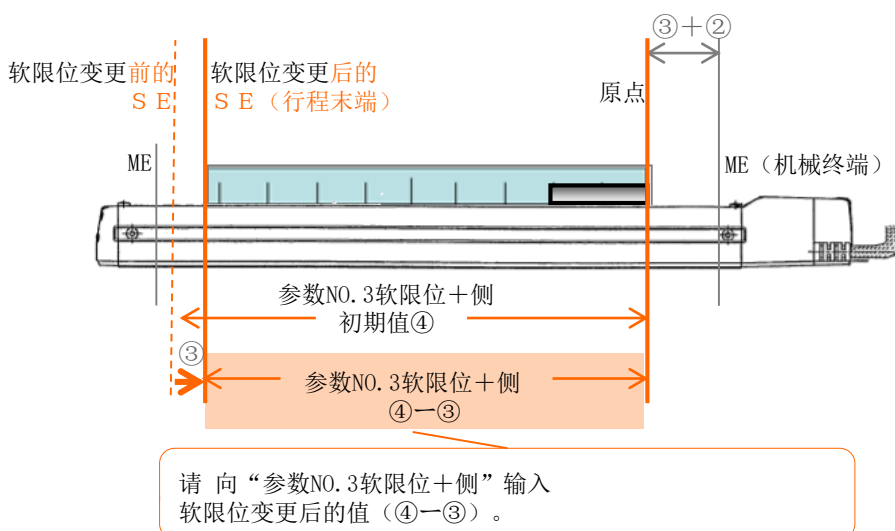 ③＋②
软限位变更前的
ＳＥ
软限位变更后的
ＳＥ（行程末端）
原点
ME
ME（机械终端）
参数NO.3软限位＋侧
初期值④
③
参数NO.3软限位＋侧
④一③
请 向“参数NO.3软限位＋侧”输入
软限位变更后的值（④一③）。